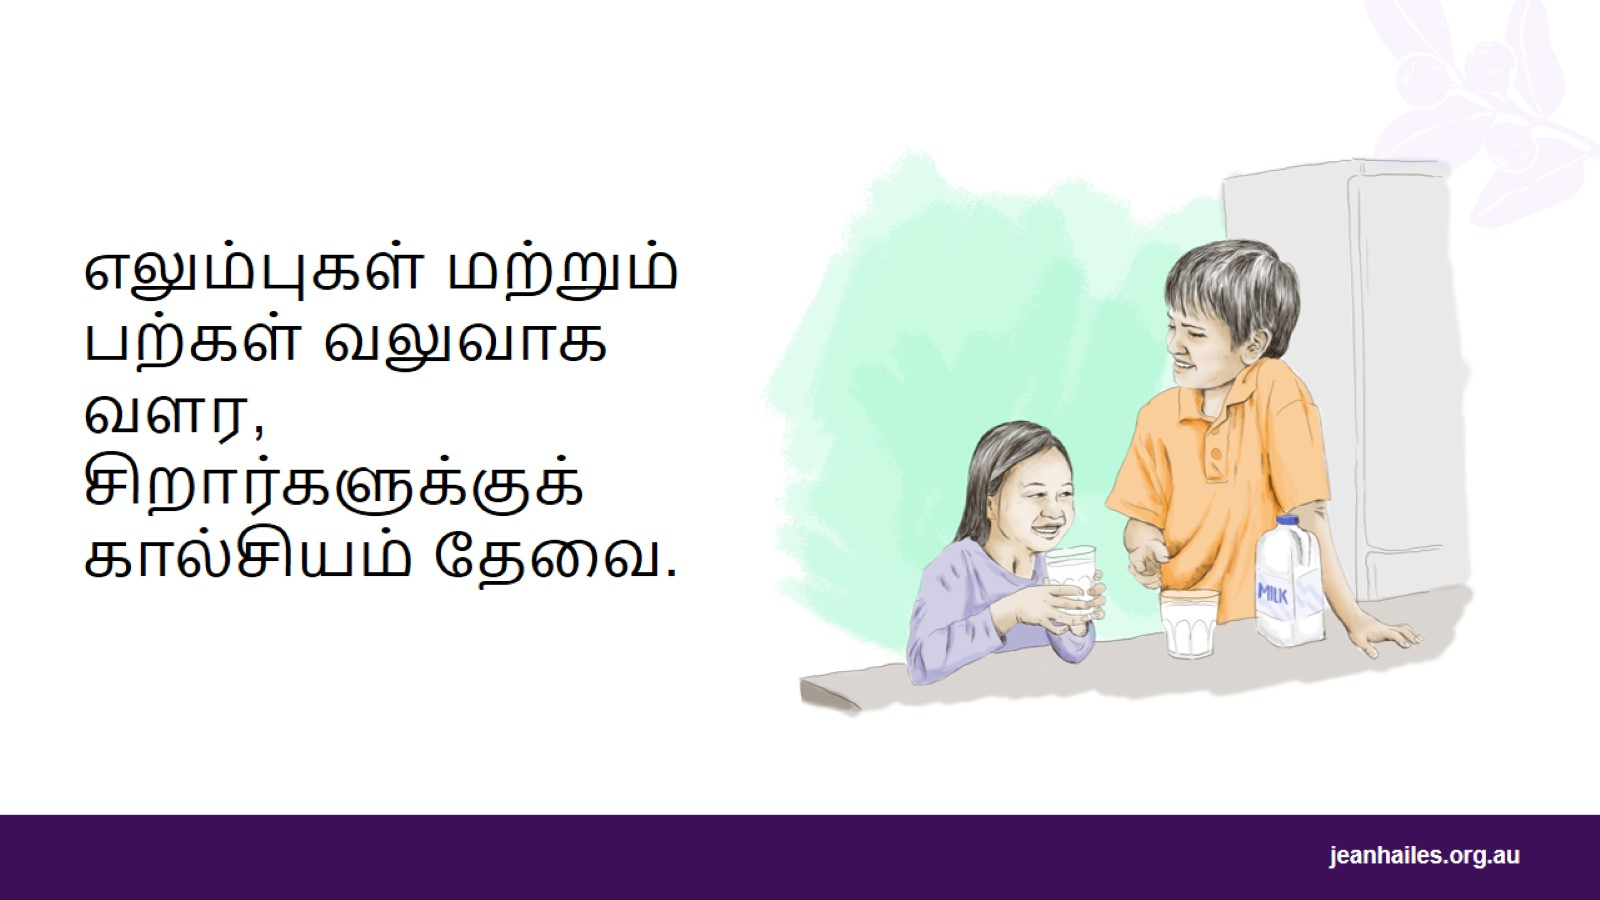 எலும்புகள் மற்றும்
பற்கள் வலுவாக
வளர,
சிறார்களுக்குக்
கால்சியம் தேவை.
MILK
jeanhailes.org.au